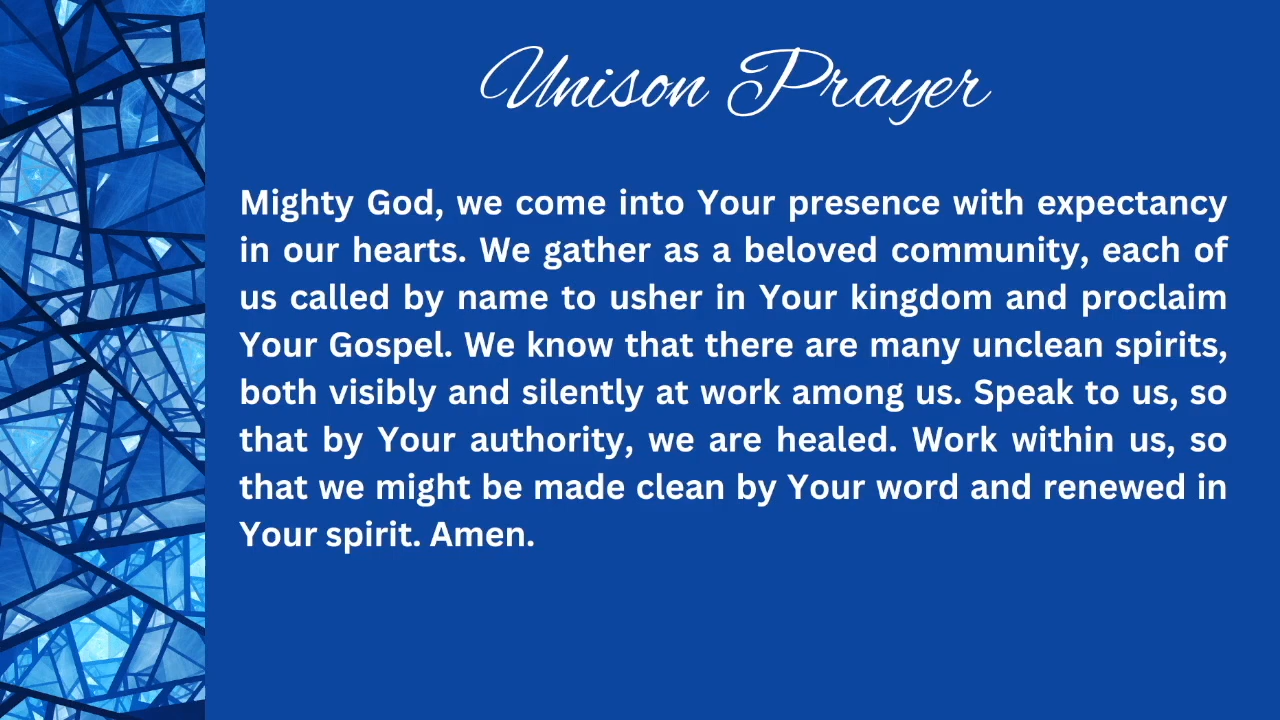 Unison Prayer
Mighty God, we come into Your presence with expectancy
in our hearts. We gather as a beloved community, each of
us called by name to usher in Your kingdom and proclaim
Your Gospel. We know that there are many unclean spirits,
both visibly and silently at work among us. Speak to us, so
that by Your authority, we are healed. Work within us, so
that we might be made clean by Your word and renewed in
Your spirit. Amen.